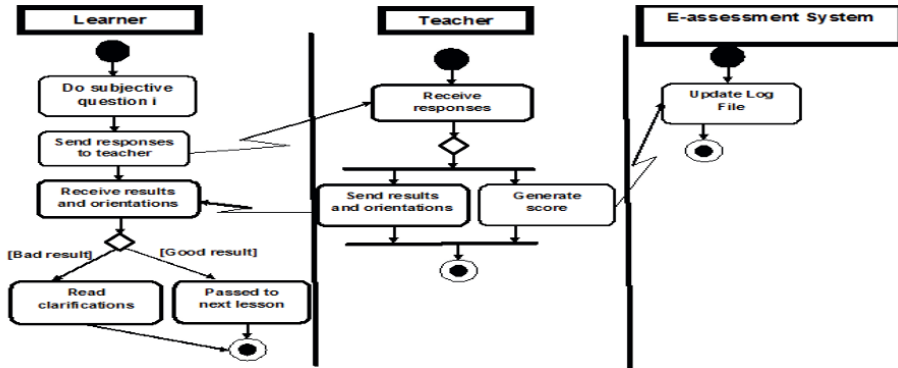 Learner
Do subjective
question i
Send responses
to teacher
Receive results
and orientations
[Bad result]
[Good result]
Read
clarifications
Passed to
next lesson
Teacher
Receive
responses
Send results
and orientations
Generate
score
E-assessment System
Update Log
File